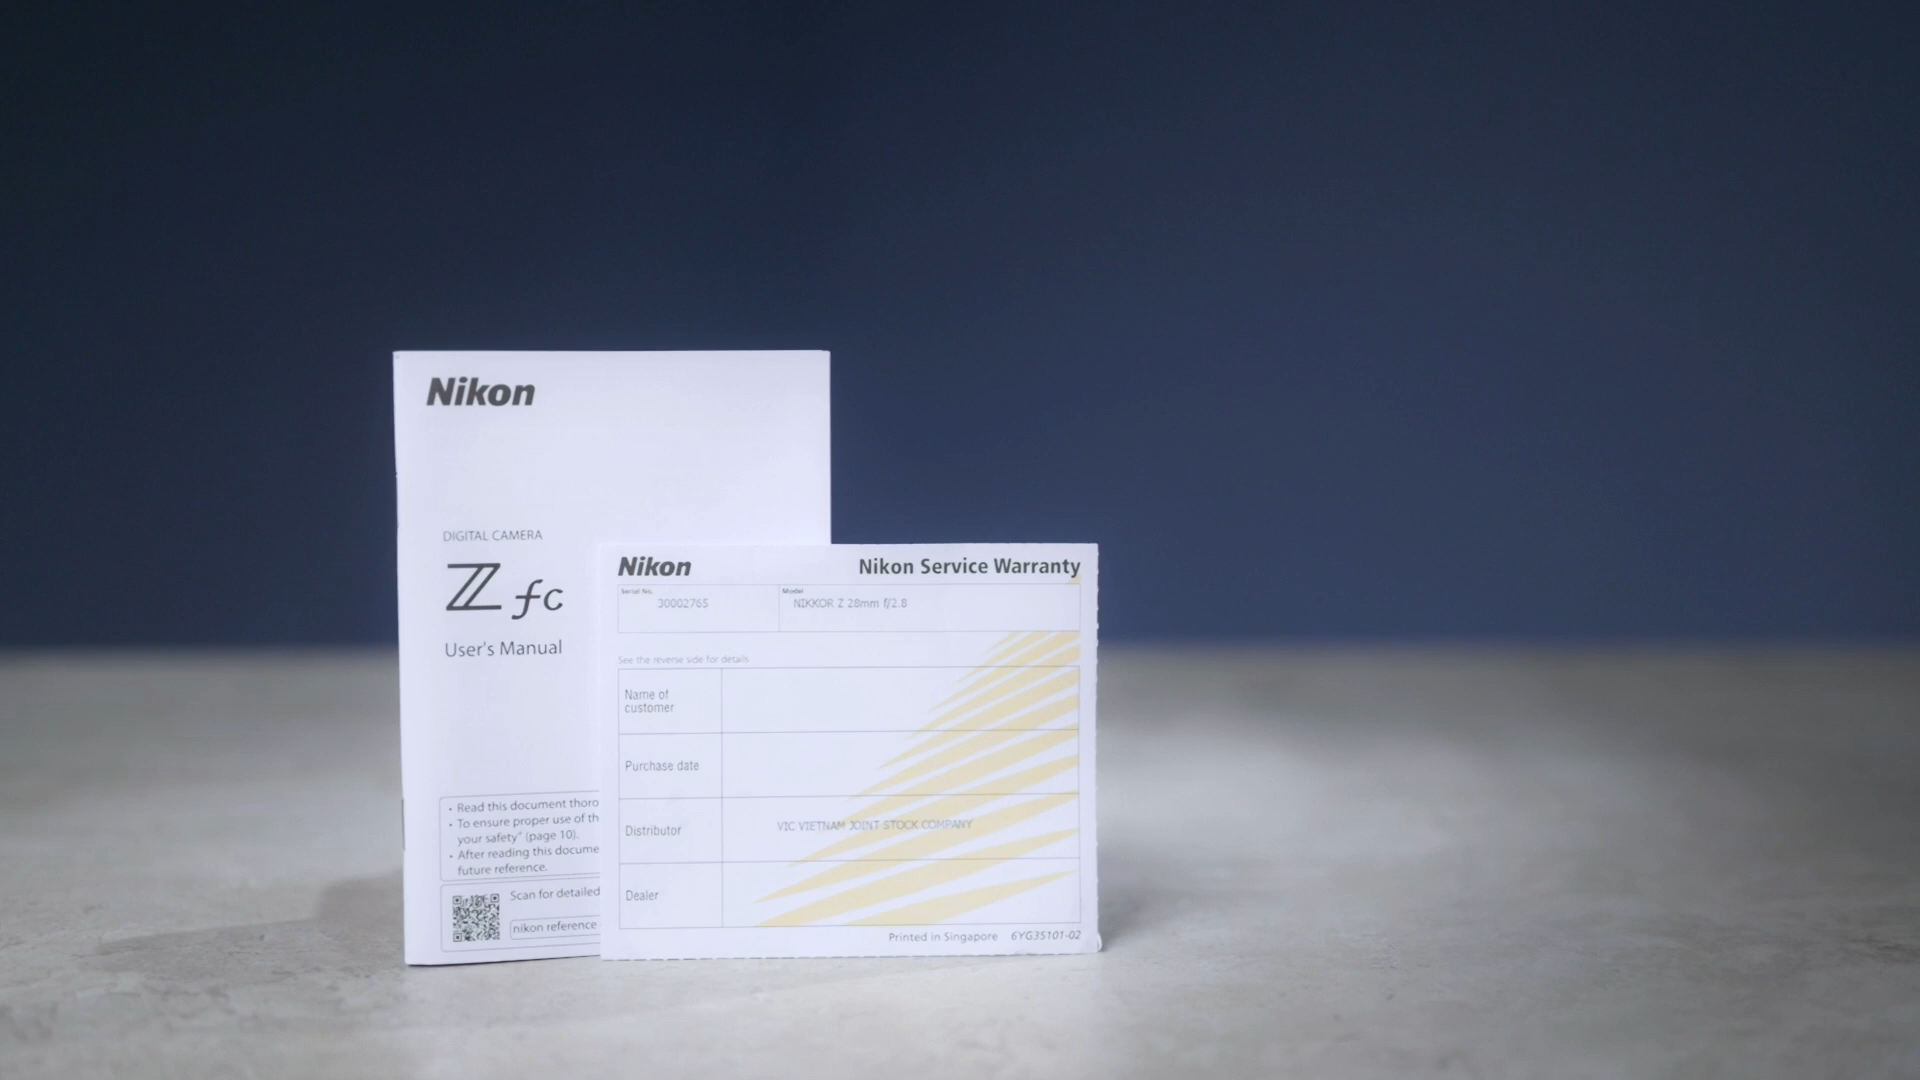 Nikon
DIGITAL CAMERA
Z fc
User's Manual
• Read this document thoro
• To ensure proper use of th
your safety” (page 10).
• After reading this docume
future reference.
Scan for detailed
nikon reference
Nikon
Nikon Service Warranty
Serial No.
30002765
Model
NIKKOR Z 28mm f/2.8
See the reverse side for details
Name of
customer
Purchase date
Distributor
VIC VIETNAM JOINT STOCK COMPANY
Dealer
Printed in Singapore 6YG35101-02